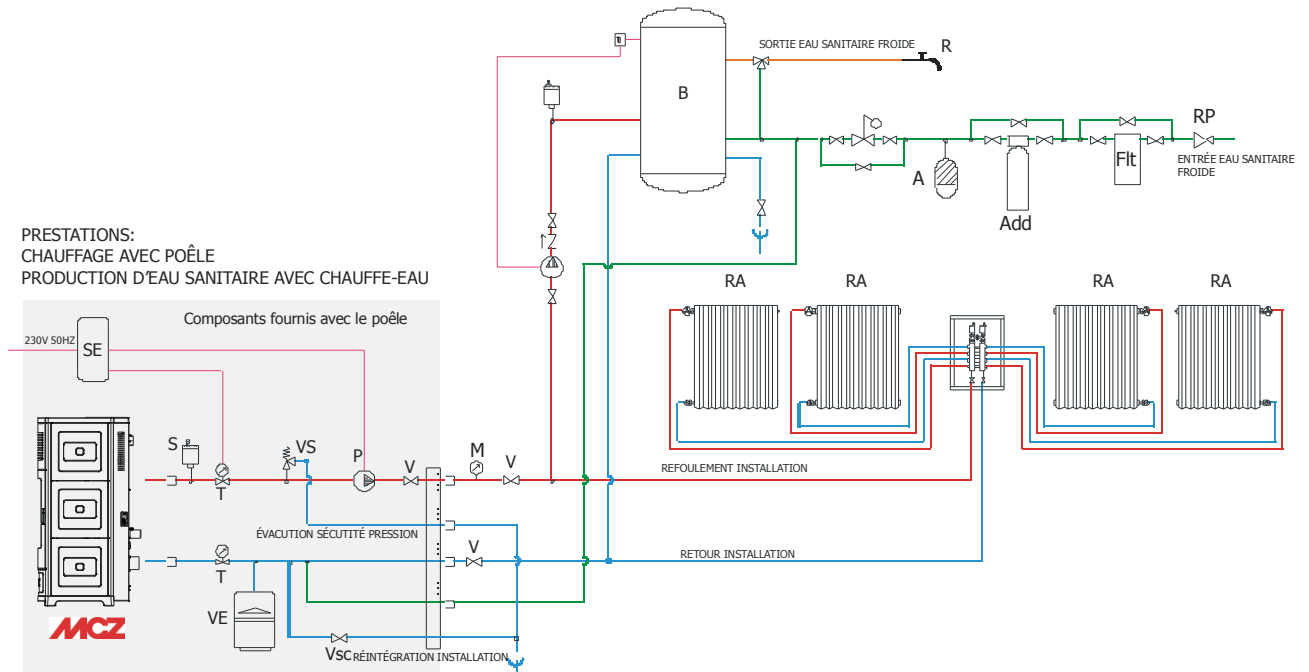 SORTIE EAU SANITAIRE FROIDE
R
B
RP
ENTRÉE EAU SANITAIRE
FROIDE
Flt
A
Add
PRESTATIONS:
CHAUFFAGE AVEC POÊLE
PRODUCTION D'EAU SANITAIRE AVEC CHAUFFE-EAU
RA
RA
RA
RA
Composants fournis avec le poêle
230V 50HZ
SE
S
VS
P
V
M
V
T
REFOULEMENT INSTALLATION
ÉVACUTION SÉCUTITÉ PRESSION
V
RETOUR INSTALLATION
T
VE
MCZ
Vsc RÉINTÉGRATION INSTALLATION